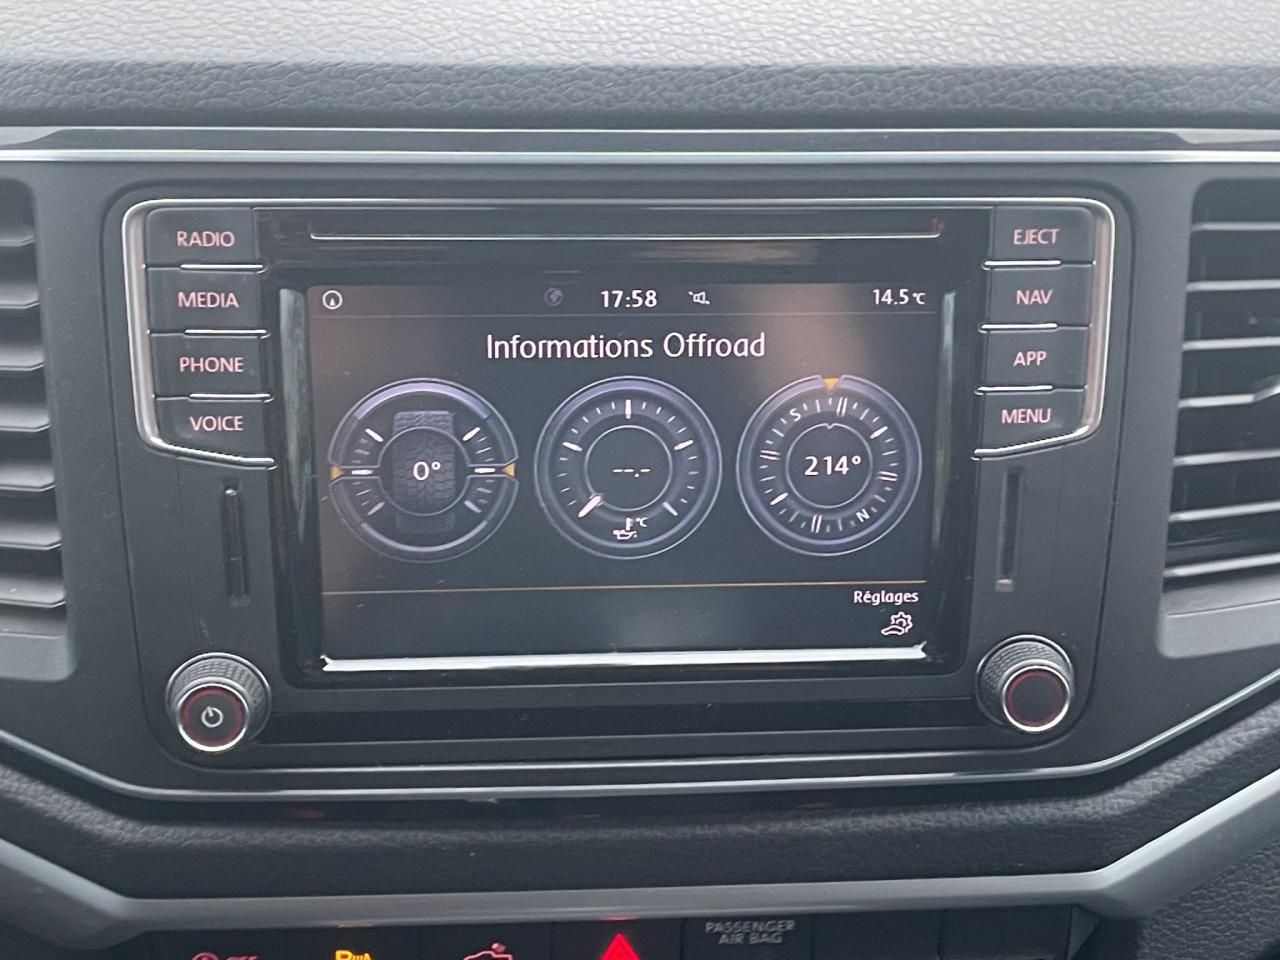 RADIO
MEDIA
PHONE
VOICE
EJECT
NAV
APP
MENU
17:58
14.5°C
Informations Offroad
0°
--.-
°C
S
214°
N
Réglages
PASSENGER
AIR BAG